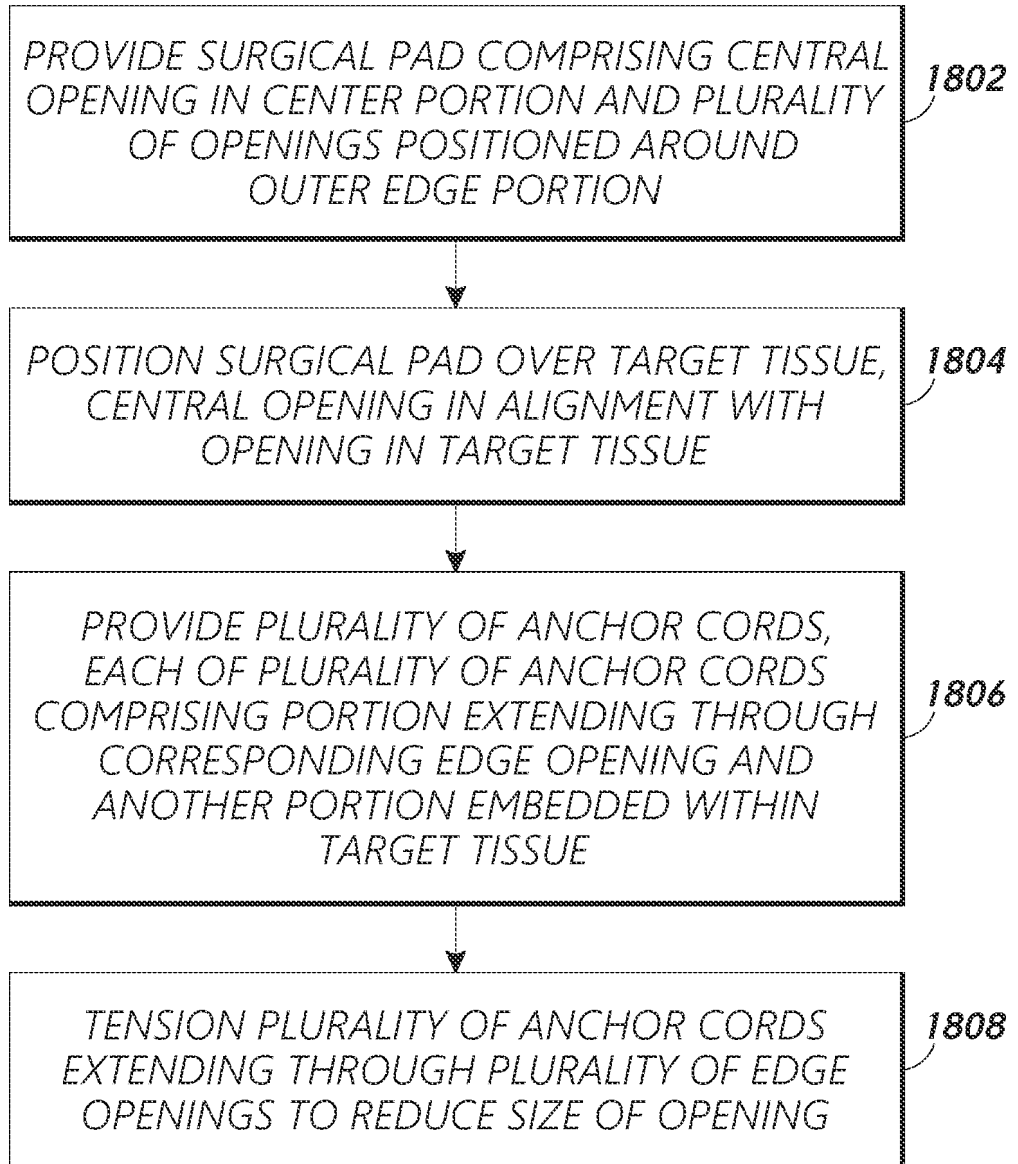 PROVIDE SURGICAL PAD COMPRISING CENTRAL
OPENING IN CENTER PORTION AND PLURALITY
OF OPENINGS POSITIONED AROUND
OUTER EDGE PORTION
1802
POSITION SURGICAL PAD OVER TARGET TISSUE,
CENTRAL OPENING IN ALIGNMENT WITH
OPENING IN TARGET TISSUE
1804
PROVIDE PLURALITY OF ANCHOR CORDS,
EACH OF PLURALITY OF ANCHOR CORDS
COMPRISING PORTION EXTENDING THROUGH
CORRESPONDING EDGE OPENING AND
ANOTHER PORTION EMBEDDED WITHIN
TARGET TISSUE
1806
TENSION PLURALITY OF ANCHOR CORDS
EXTENDING THROUGH PLURALITY OF EDGE
OPENINGS TO REDUCE SIZE OF OPENING
1808